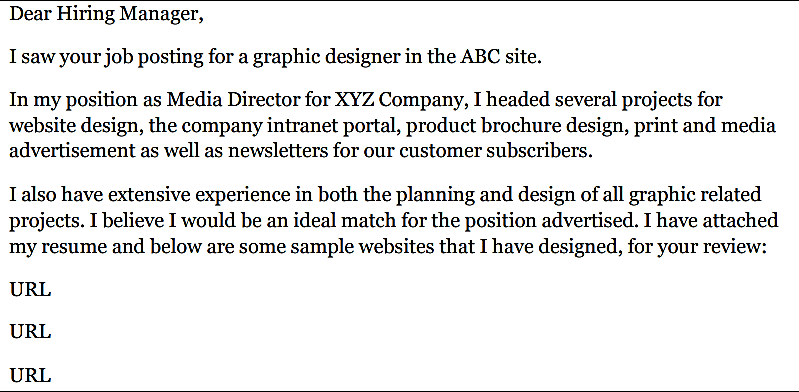 Dear Hiring Manager,
I saw your job posting for a graphic designer in the ABC site.
In my position as Media Director for XYZ Company, I headed several projects for
website design, the company intranet portal, product brochure design, print and media
advertisement as well as newsletters for our customer subscribers.
I also have extensive experience in both the planning and design of all graphic related
projects. I believe I would be an ideal match for the position advertised. I have attached
my resume and below are some sample websites that I have designed, for your review:
URL
URL
URL